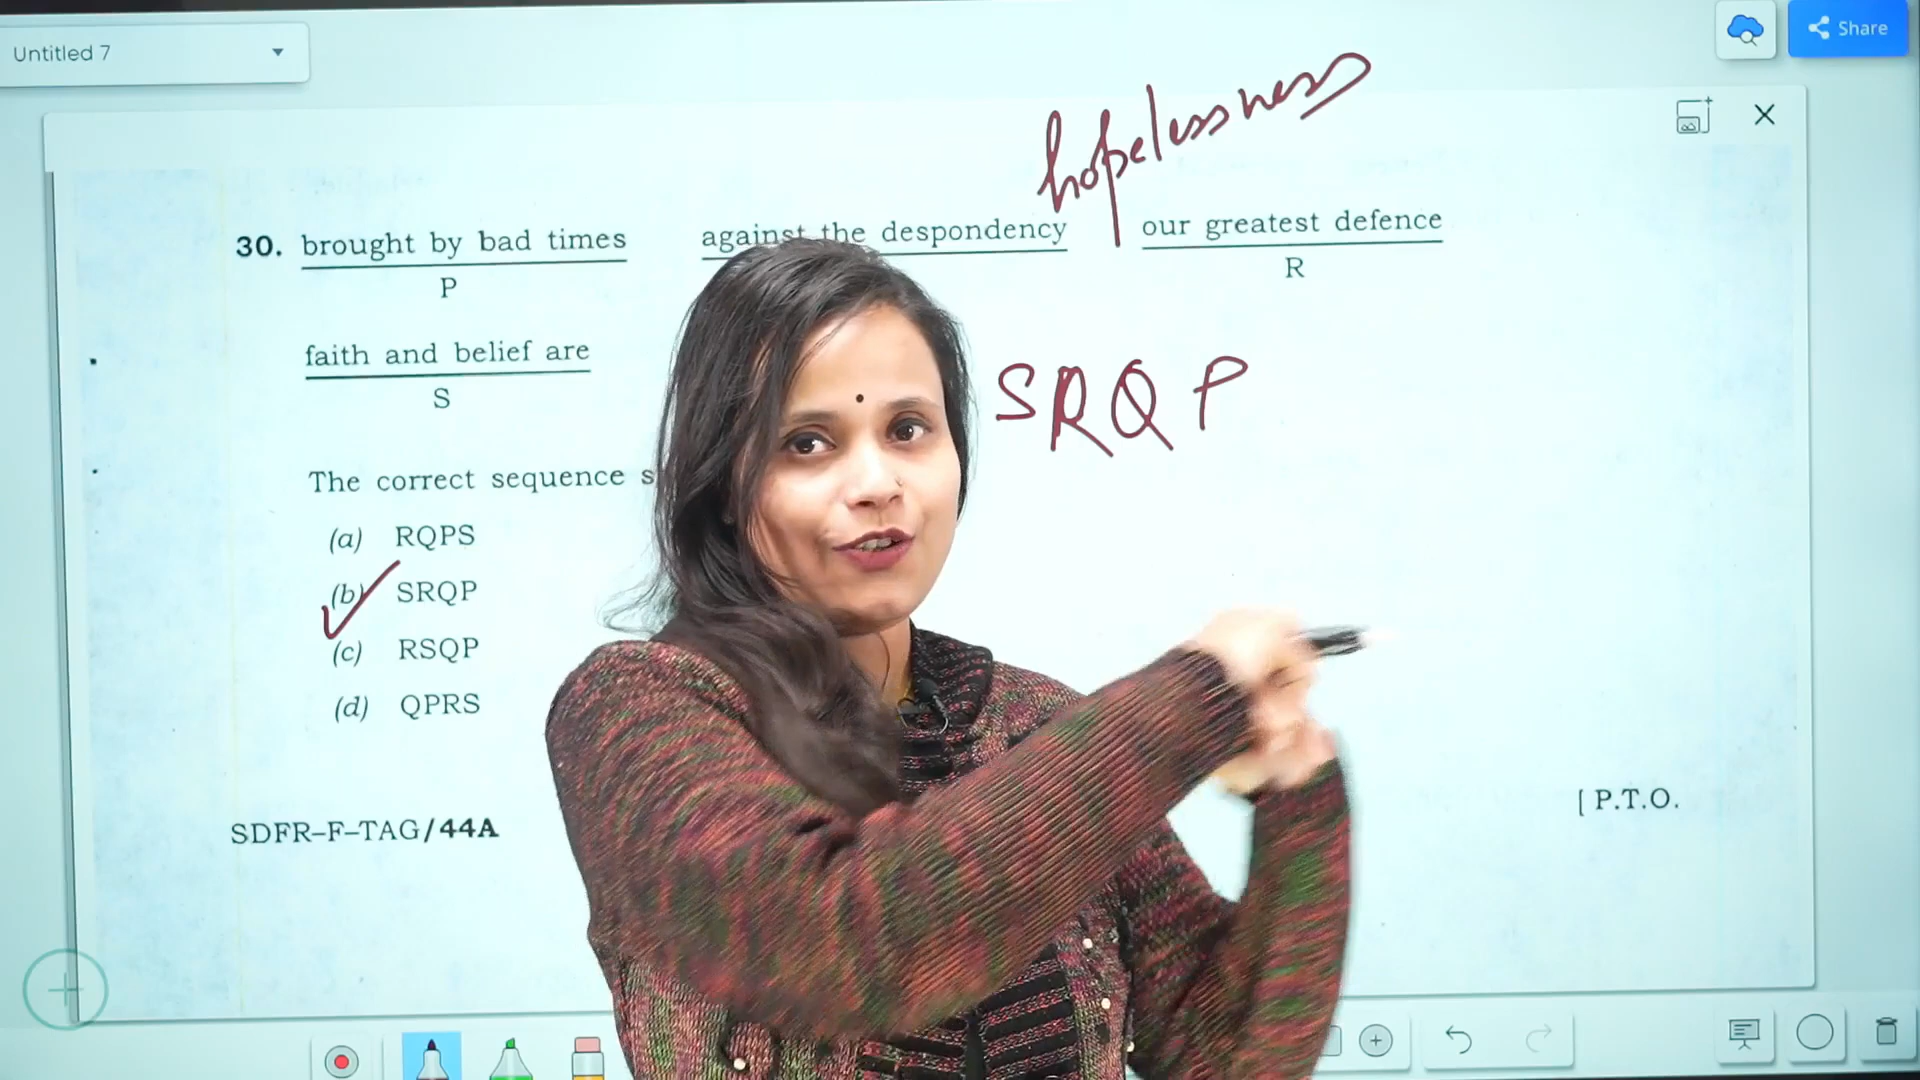 Untitled 7
Share
hopelessness
30. brought by bad times against the despondency our greatest defence
P R
faith and belief are
S
SRQP
The correct sequence s
(a) RQPS
(b) SRQP
(c) RSQP
(d) QPRS
[ P.T.O.
SDFR–F–TAG/44A